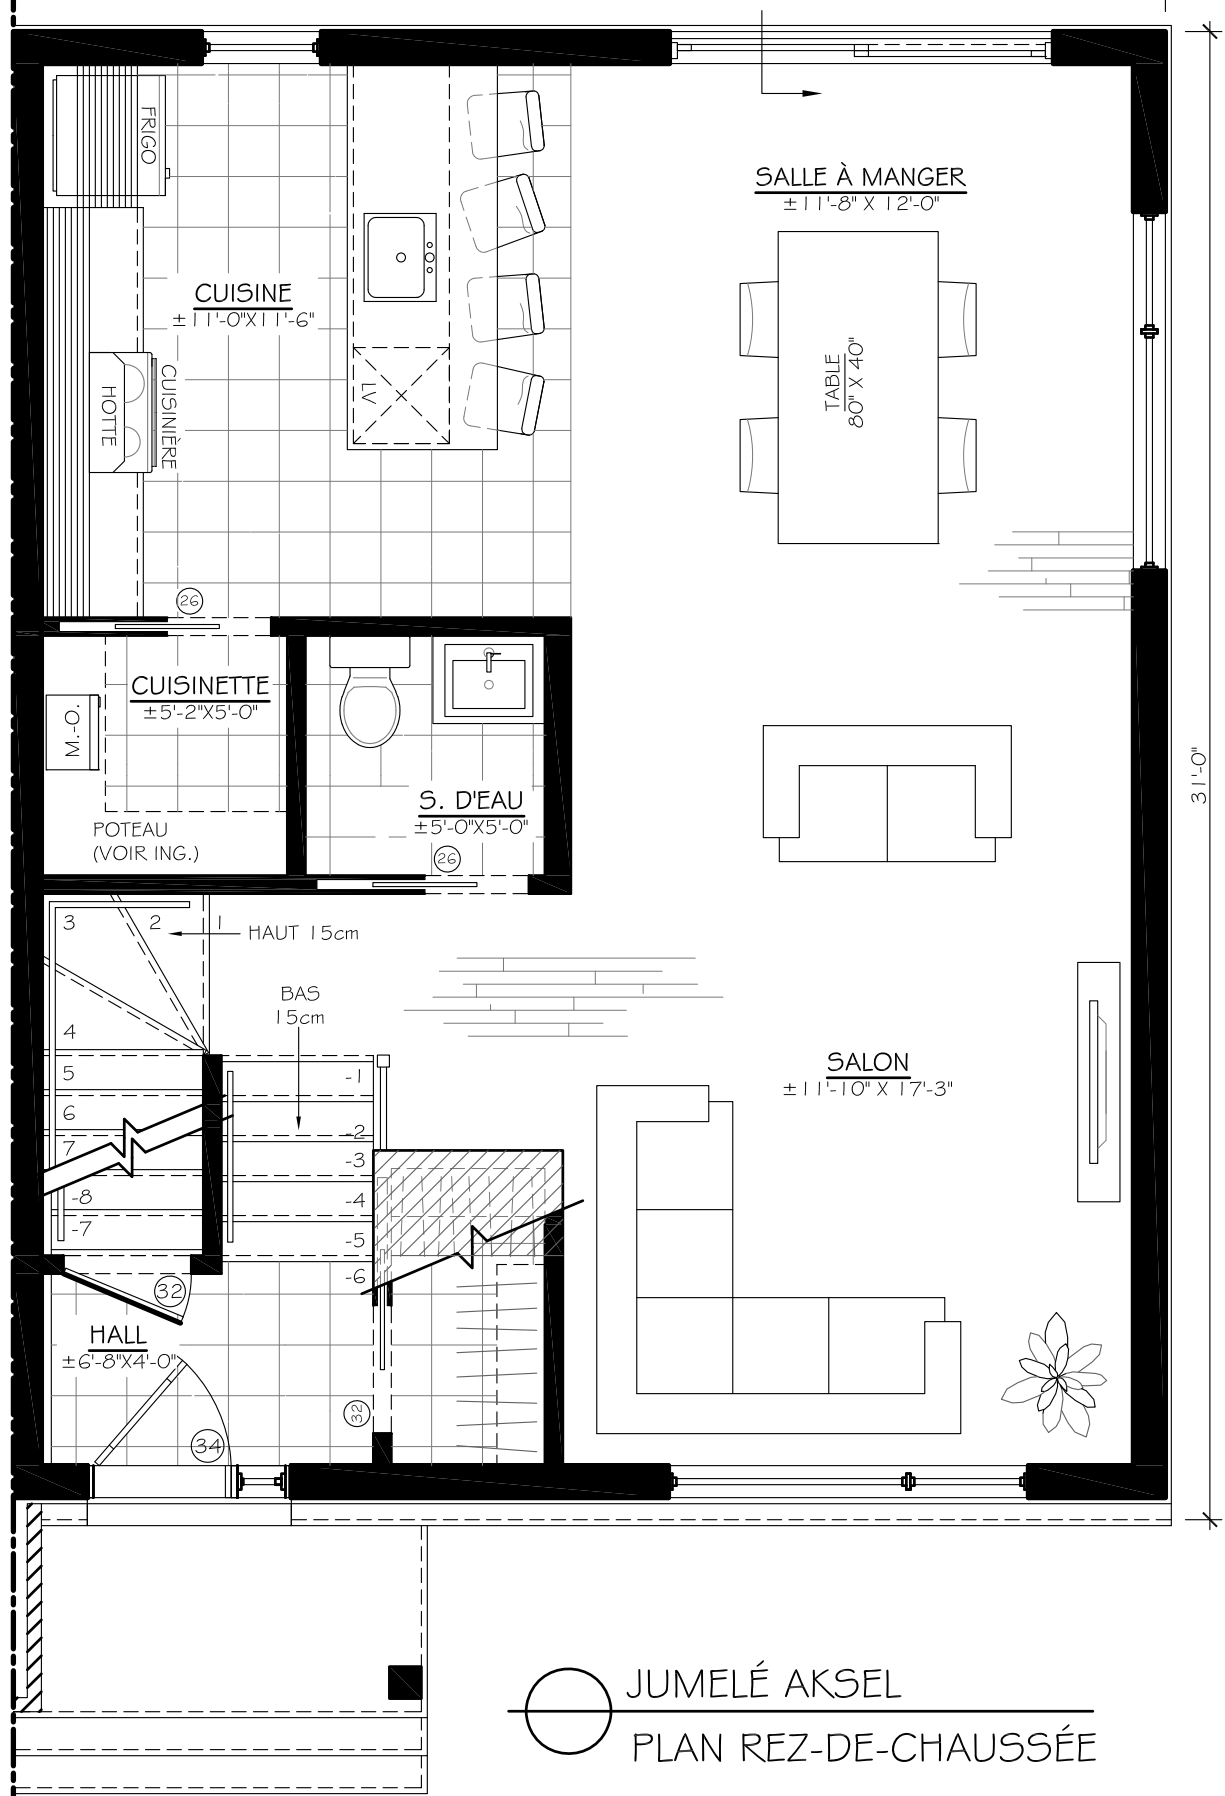 FRIGO
SALLE À MANGER
±11'-8" X 12'-0"
CUISINE
±11'-0"X11'-6"
TABLE
80" X 40"
LV
CUISINIÈRE
HOTTE
26
CUISINETTE
±5'-2"X5'-0"
M.-O.
31'-0"
S. D'EAU
±5'-0"X5'-0"
POTEAU
(VOIR ING.)
26
3
2
1
HAUT 15cm
BAS
15cm
4
5
6
7
-8
-7
-1
-2
-3
-4
-5
-6
SALON
±11'-10" X 17'-3"
32
HALL
±6'-8"X4'-0"
32
34
JUMELÉ AKSEL
PLAN REZ-DE-CHAUSSÉE